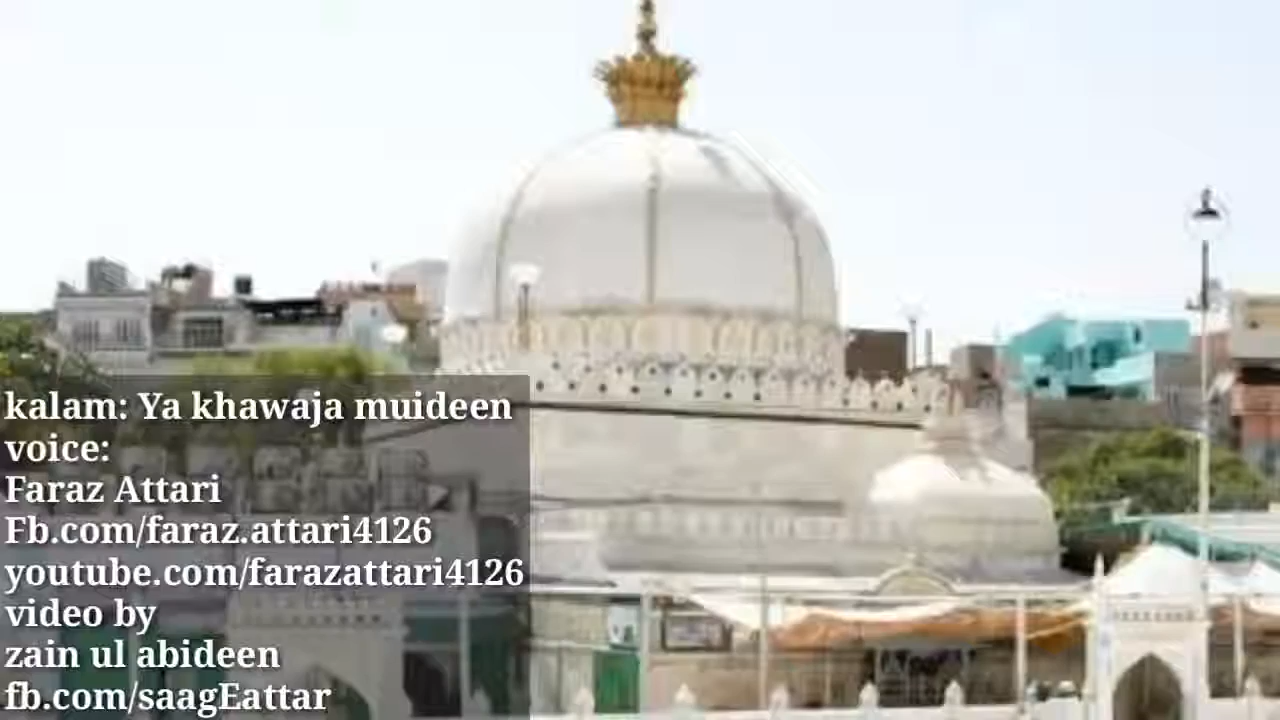 kalam: Ya khawaja muideen
voice:
Faraz Attari
Fb.com/faraz.attari4126
youtube.com/farazattari4126
video by
zain ul abideen
fb.com/saagEattar